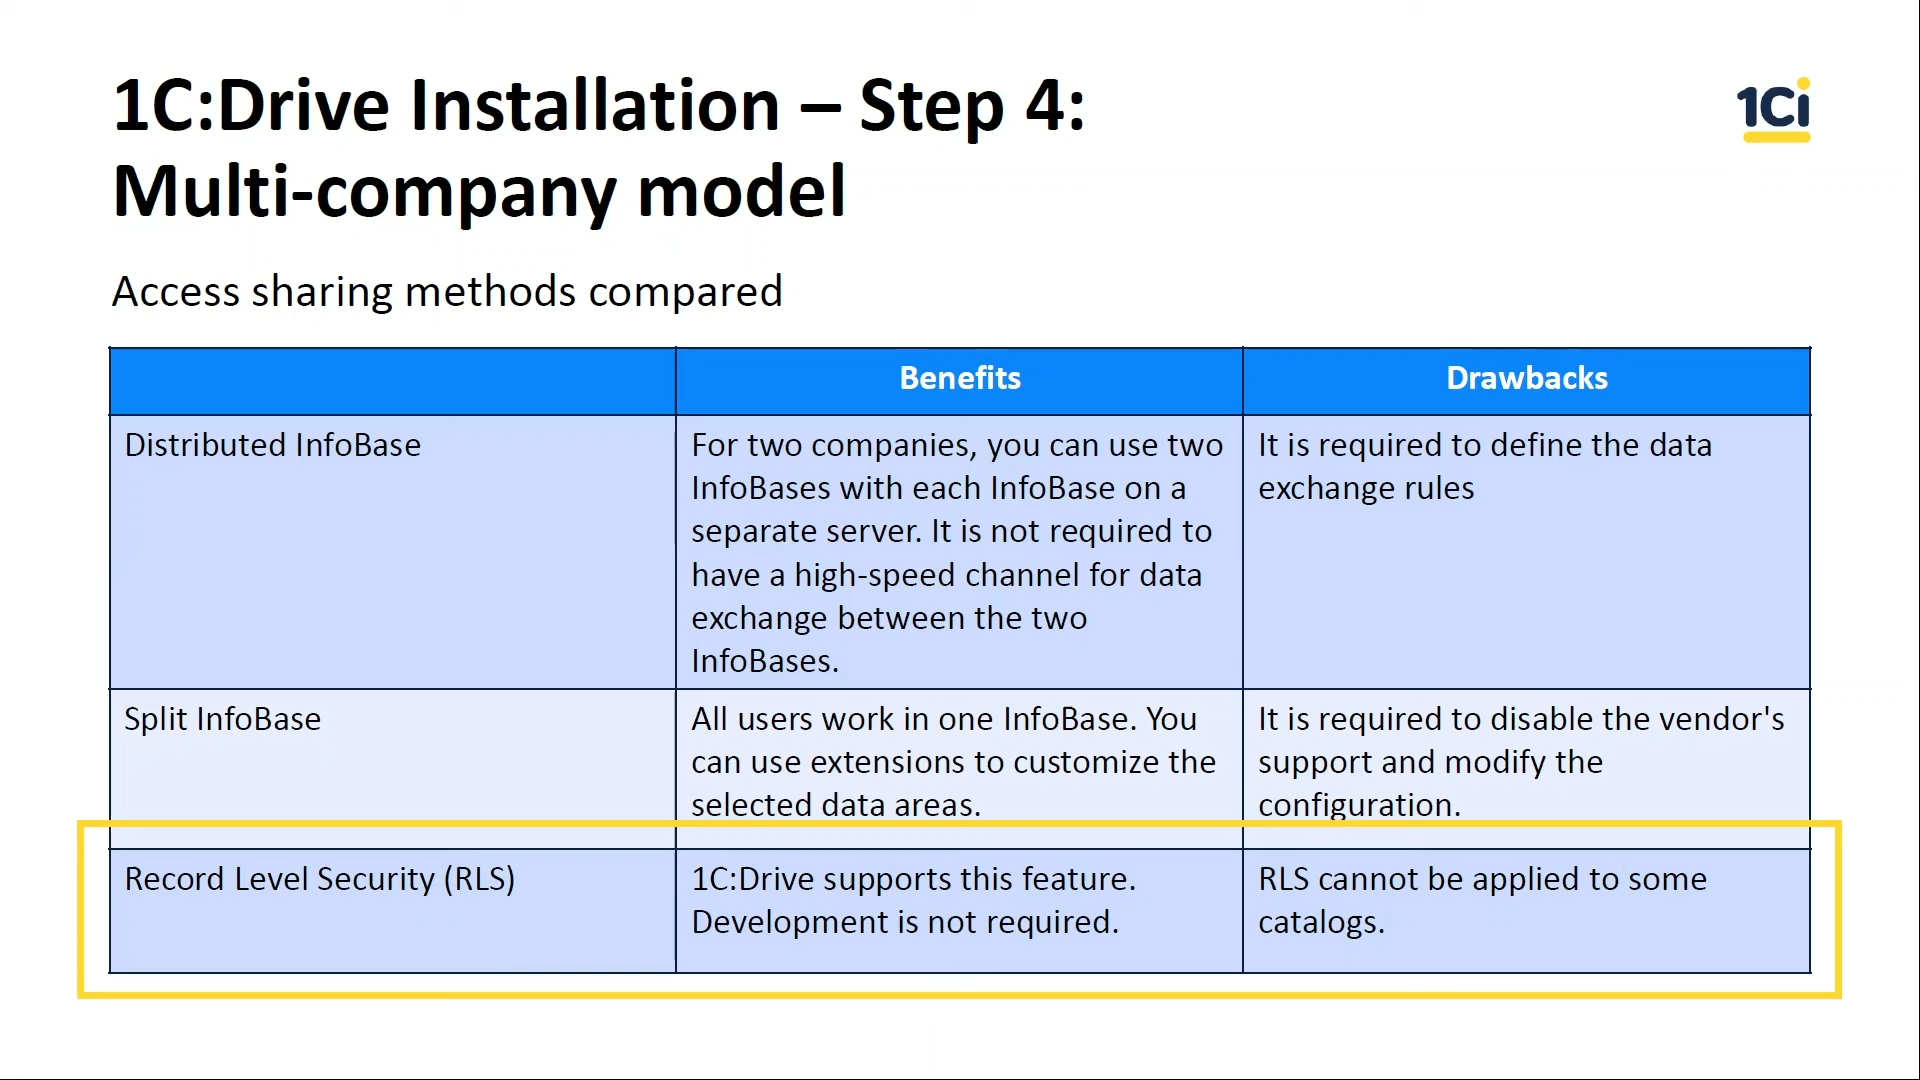 1C:Drive Installation – Step 4:
Multi-company model
1Ci
Access sharing methods compared
Benefits
Drawbacks
Distributed InfoBase
For two companies, you can use two
InfoBases with each InfoBase on a
separate server. It is not required to
have a high-speed channel for data
exchange between the two
InfoBases.
It is required to define the data
exchange rules
Split InfoBase
All users work in one InfoBase. You
can use extensions to customize the
selected data areas.
It is required to disable the vendor's
support and modify the
configuration.
Record Level Security (RLS)
1C:Drive supports this feature.
Development is not required.
RLS cannot be applied to some
catalogs.